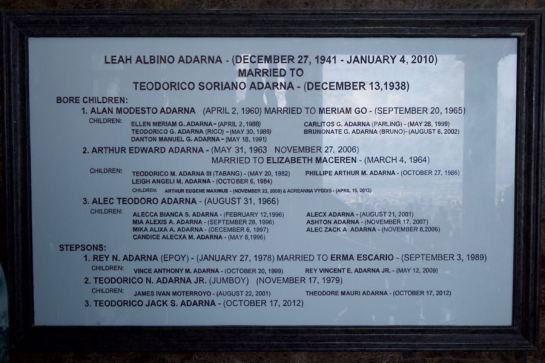 LEAH ALBINO ADARNA - (DECEMBER 27, 1941 - JANUARY 4, 2010)
MARRIED TO
TEODORICO SORIANO ADARNA - (DECEMBER 13,1938)
BORE CHILDREN:
1. ALAN MODESTO ADARNA (APRIL 2, 1960) MARRIED TO MERIAM GO - (SEPTEMBER 20, 1965)
CHILDREN: ELLEN MERIAM G. ADARNA - (APRIL 2, 1988) CARLITOS G. ADARNA (PARLING) - (MAY 28, 1999)
TEODORICO G. ADARNA (RICO) - (MAY 30, 1989) BRUNONATE G. ADARNA (BRUNO)- (AUGUST 6, 2002)
DANTON MANUEL G. ADARNA - (MAY 18, 1991)
2. ARTHUR EDWARD ADARNA - (MAY 31, 1963 NOVEMBER 27, 2006)
MARRIED TO ELIZABETH MACEREN - (MARCH 4, 1964)
CHILDREN: TEODORICO M. ADARNA III (TABANG) - (MAY 20, 1982) PHILLIPE ARTHUR M. ADARNA - (OCTOBER 27, 1986)
LEIGH ANGELI M. ADARNA - (OCTOBER 6, 1984)
CHILDREN: ARTHUR EUGENE MAXIMUS - (NOVEMBER 23, 2009) & ADREANNA - (APRIL 2012)
3. ALEC TEODORO ADARNA - (AUGUST 31, 1966)
CHILDREN: ALECCA BIANCA S. ADARNA - (FEBRUARY 12,1996) ALECX ADARNA - (AUGUST 21, 2001)
MIA ALEXIS A. ADARNA - (SEPTEMBER 28, 1996) ASHTON ADARNA - (NOVEMBER 17, 2007)
MIKA ALIXA A. ADARNA - (DECEMBER 6, 1997) ALEC ZACK A. ADARNA - (NOVEMBER 8,2006)
CANDICE ALECXA M. ADARNA - (MAY 8,1996)
STEPSONS:
1. REY N. ADARNA (EPOY) - (JANUARY 27, 1978) MARRIED TO ERMA ESCARIO - (SEPTEMBER 3, 1989)
CHILDREN: VINCE ANTHONY M. ADARNA - (OCTOBER 20, 1999) REY VINCENT E. ADARNA JR. - (MAY 12, 2009)
2. TEODORICO N. ADARNA JR. (JUMBOY) (NOVEMBER 17, 1979)
CHILDREN: JAMES IVAN MOTERROYO - (AUGUST 22, 2001) THEODORE MAURI ADARNA - (OCTOBER 17, 2012)
3. TEODORICO JACK S. ADARNA - (OCTOBER 17, 2012)